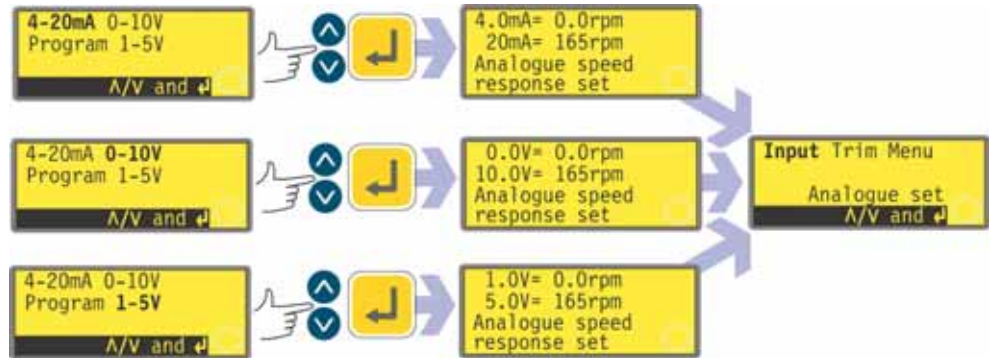 4-20mA 0-10V
Program 1-5V
∧/∨ and ↲
4.0mA= 0.0rpm
20mA= 165rpm
Analogue speed
response set
4-20mA 0-10V
Program 1-5V
∧/∨ and ↲
0.0V= 0.0rpm
10.0V= 165rpm
Analogue speed
response set
4-20mA 0-10V
Program 1-5V
∧/∨ and ↲
1.0V= 0.0rpm
5.0V= 165rpm
Analogue speed
response set
Input Trim Menu
Analogue set
∧/∨ and ↲